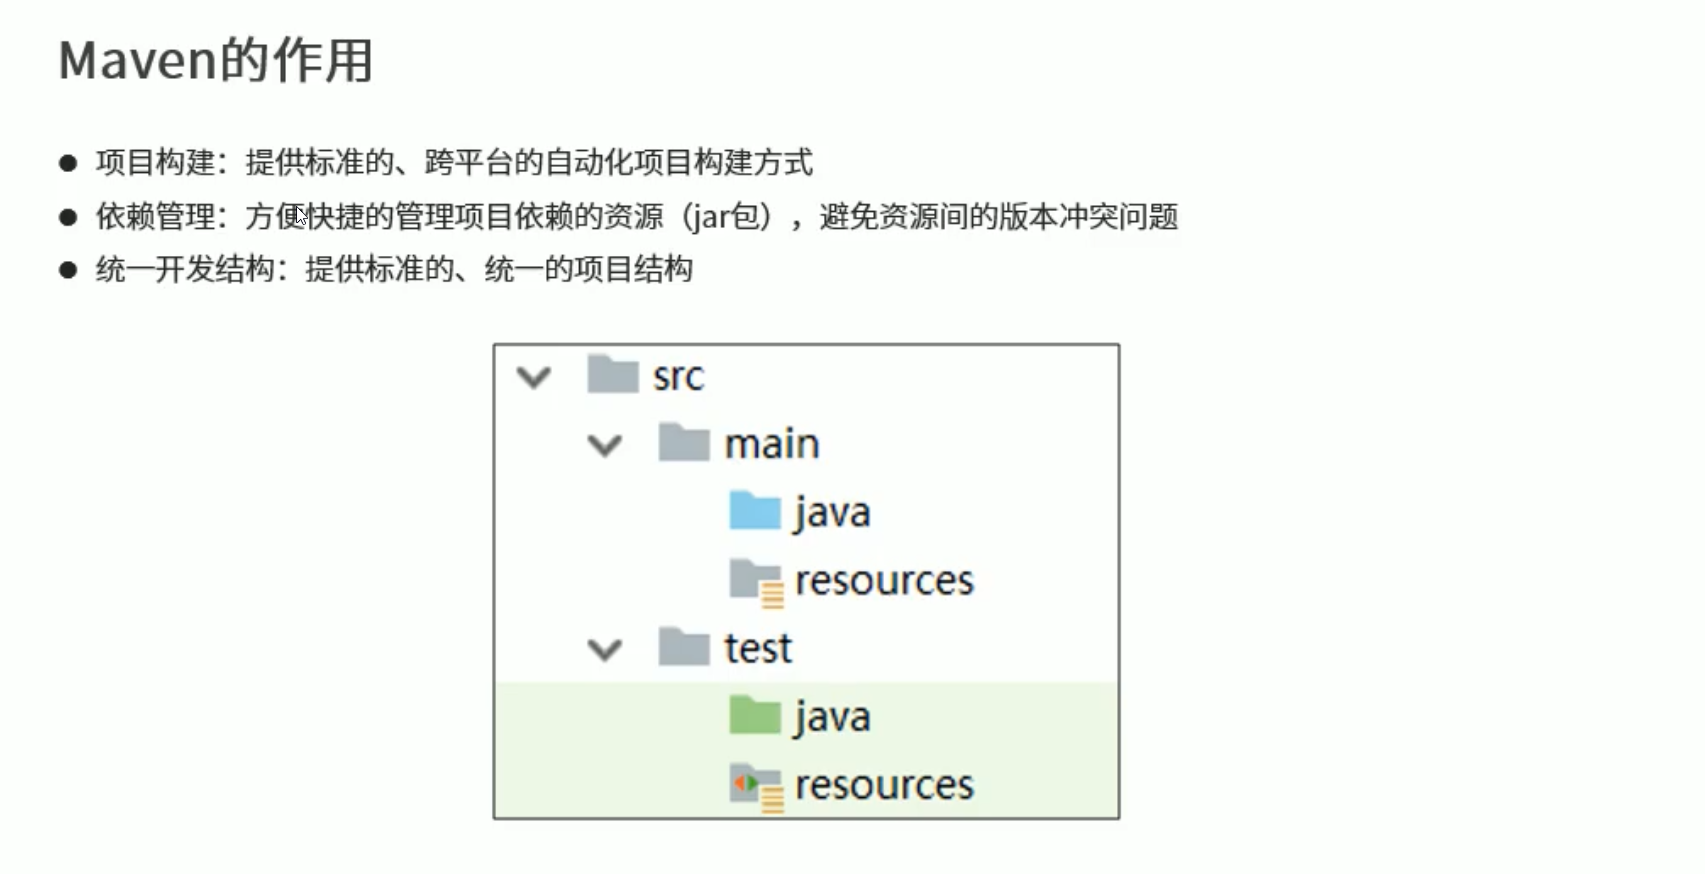 Maven的作用
项目构建：提供标准的、跨平台的自动化项目构建方式
依赖管理：方便快捷的管理项目依赖的资源（jar包），避免资源间的版本冲突问题
统一开发结构：提供标准的、统一的项目结构
src
main
java
resources
test
java
resources